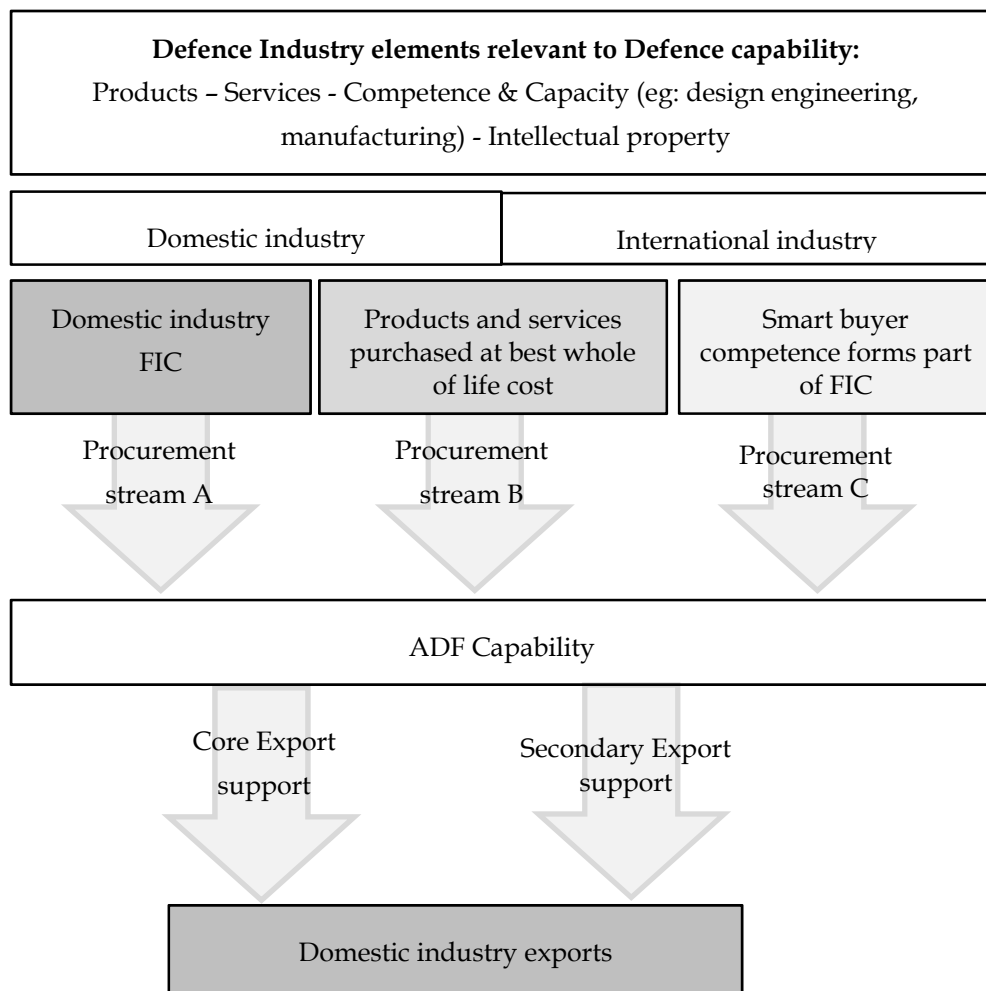 Defence Industry elements relevant to Defence capability:
Products – Services - Competence & Capacity (eg: design engineering,
manufacturing) - Intellectual property
Domestic industry
International industry
Domestic industry
FIC
Products and services
purchased at best whole
of life cost
Smart buyer
competence forms part
of FIC
Procurement
stream A
Procurement
stream B
Procurement
stream C
ADF Capability
Core Export
support
Secondary Export
support
Domestic industry exports